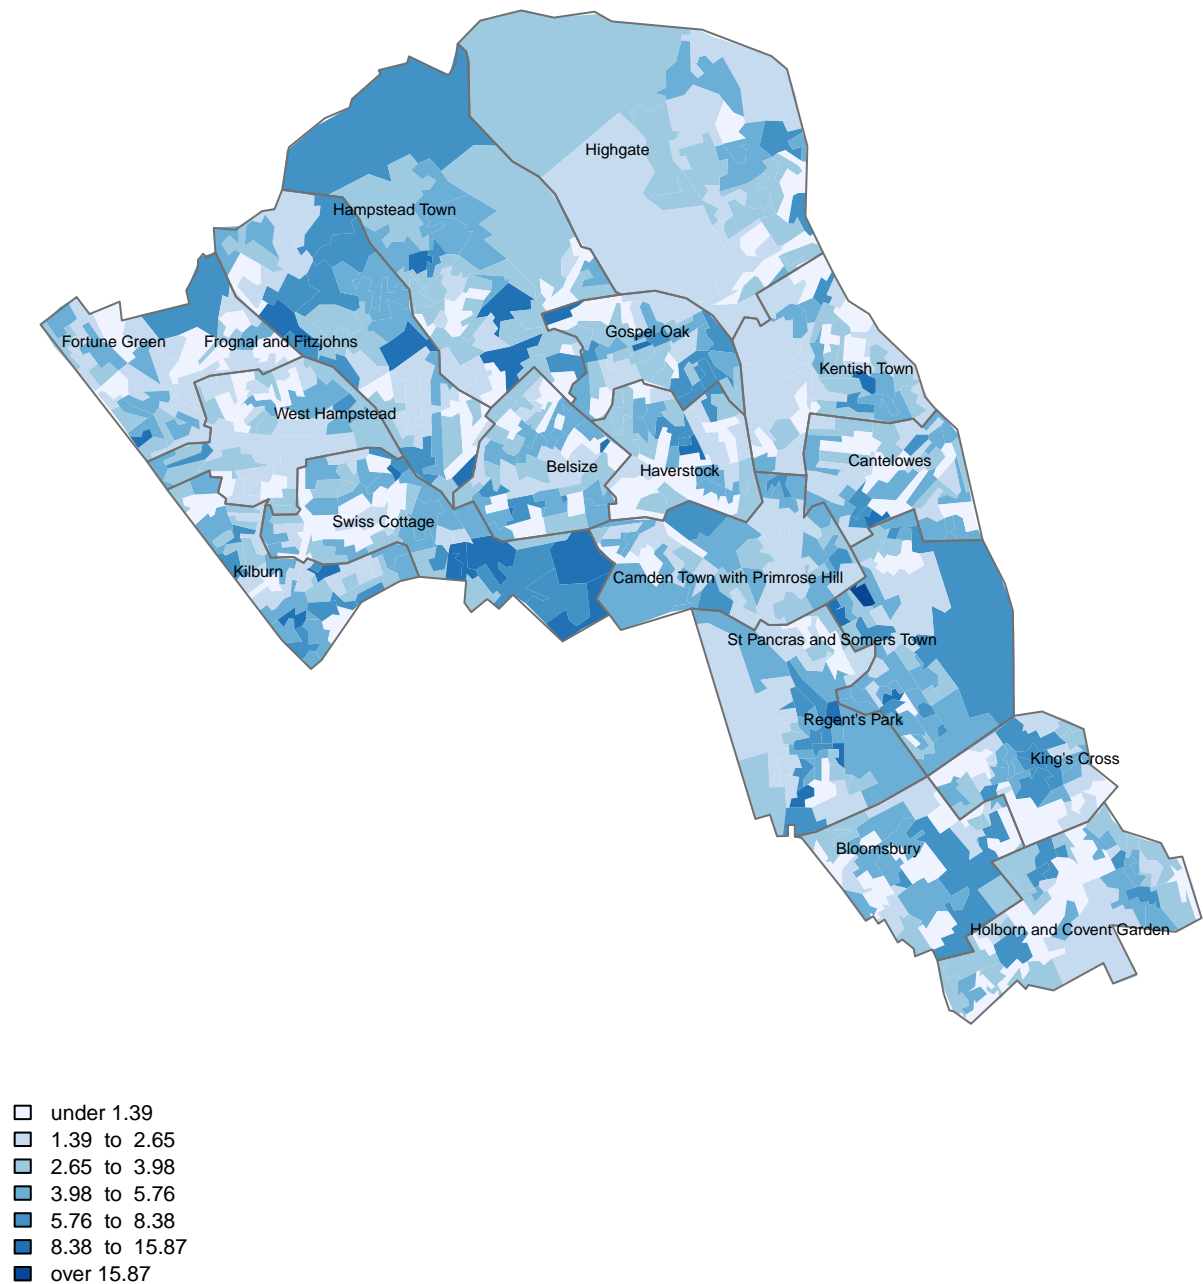 Highgate
Hampstead Town
Gospel Oak
Fortune Green
Frognal and Fitzjohns
Kentish Town
West Hampstead
Cantelowes
Belsize
Haverstock
Swiss Cottage
Kilburn
Camden Town with Primrose Hill
St Pancras and Somers Town
Regent's Park
King's Cross
Bloomsbury
Holborn and Covent Garden
under 1.39
1.39 to 2.65
2.65 to 3.98
3.98 to 5.76
5.76 to 8.38
8.38 to 15.87
over 15.87